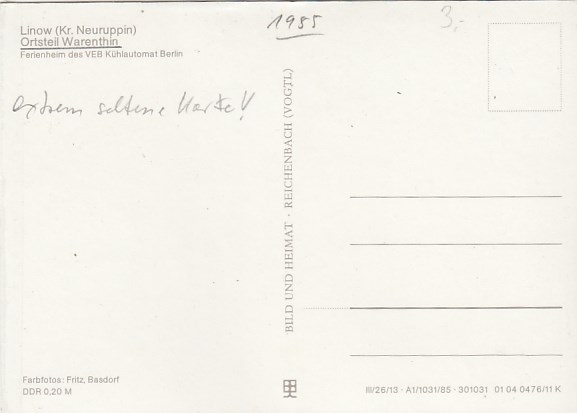 Linow (Kr. Neuruppin)
Ortsteil Warenthin
Ferienheim des VEB Kühlautomat Berlin
1985
3,-
extrem seltene Karte!
BILD UND HEIMAT · REICHENBACH (VOGTL)
Farbfotos: Fritz, Basdorf
DDR 0,20 M
III/26/13 · A1/1031/85 · 301031 01 04 0476/11 K